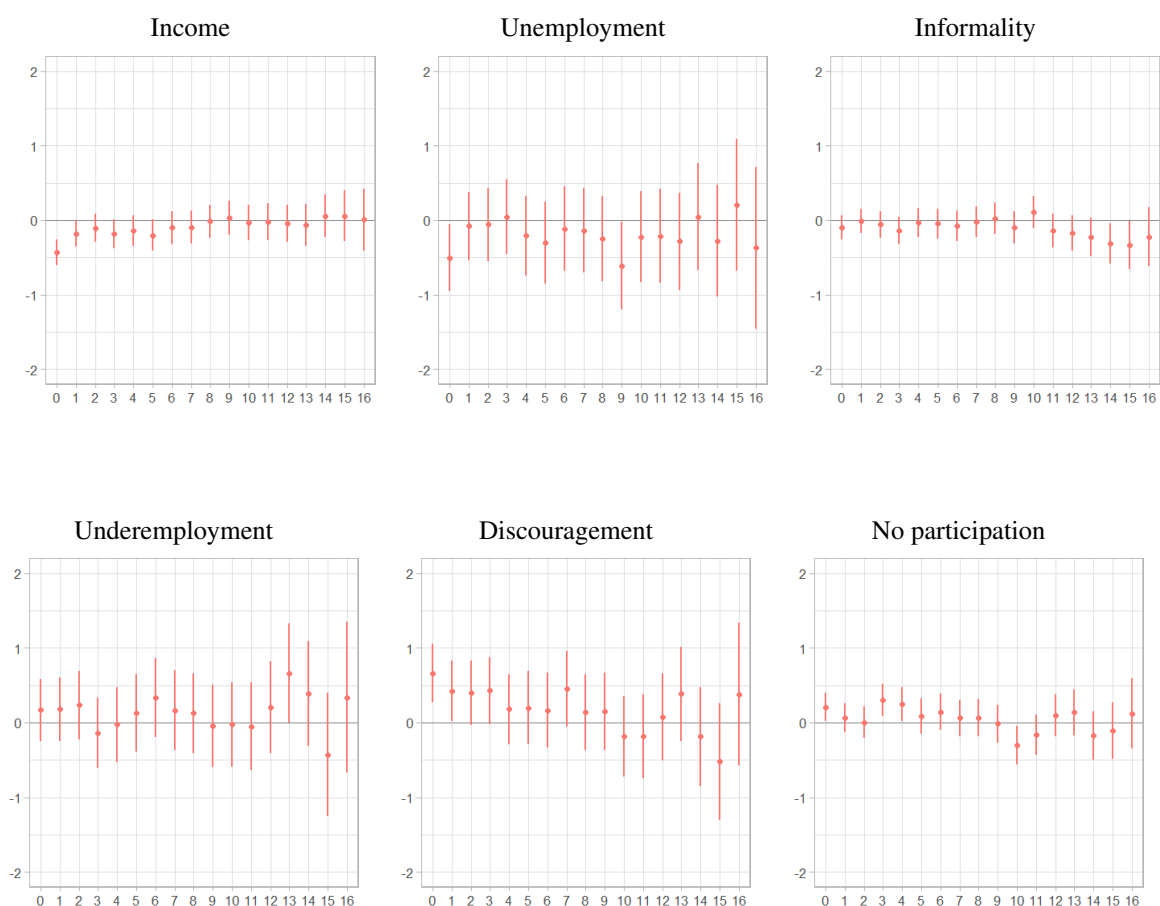 Income Unemployment Informality
2 2 2
1 1 1
0 0 0
-1 -1 -1
-2 -2 -2
0 1 2 3 4 5 6 7 8 9 10 11 12 13 14 15 16 0 1 2 3 4 5 6 7 8 9 10 11 12 13 14 15 16 0 1 2 3 4 5 6 7 8 9 10 11 12 13 14 15 16
Underemployment Discouragement No participation
2 2 2
1 1 1
0 0 0
-1 -1 -1
-2 -2 -2
0 1 2 3 4 5 6 7 8 9 10 11 12 13 14 15 16 0 1 2 3 4 5 6 7 8 9 10 11 12 13 14 15 16 0 1 2 3 4 5 6 7 8 9 10 11 12 13 14 15 16